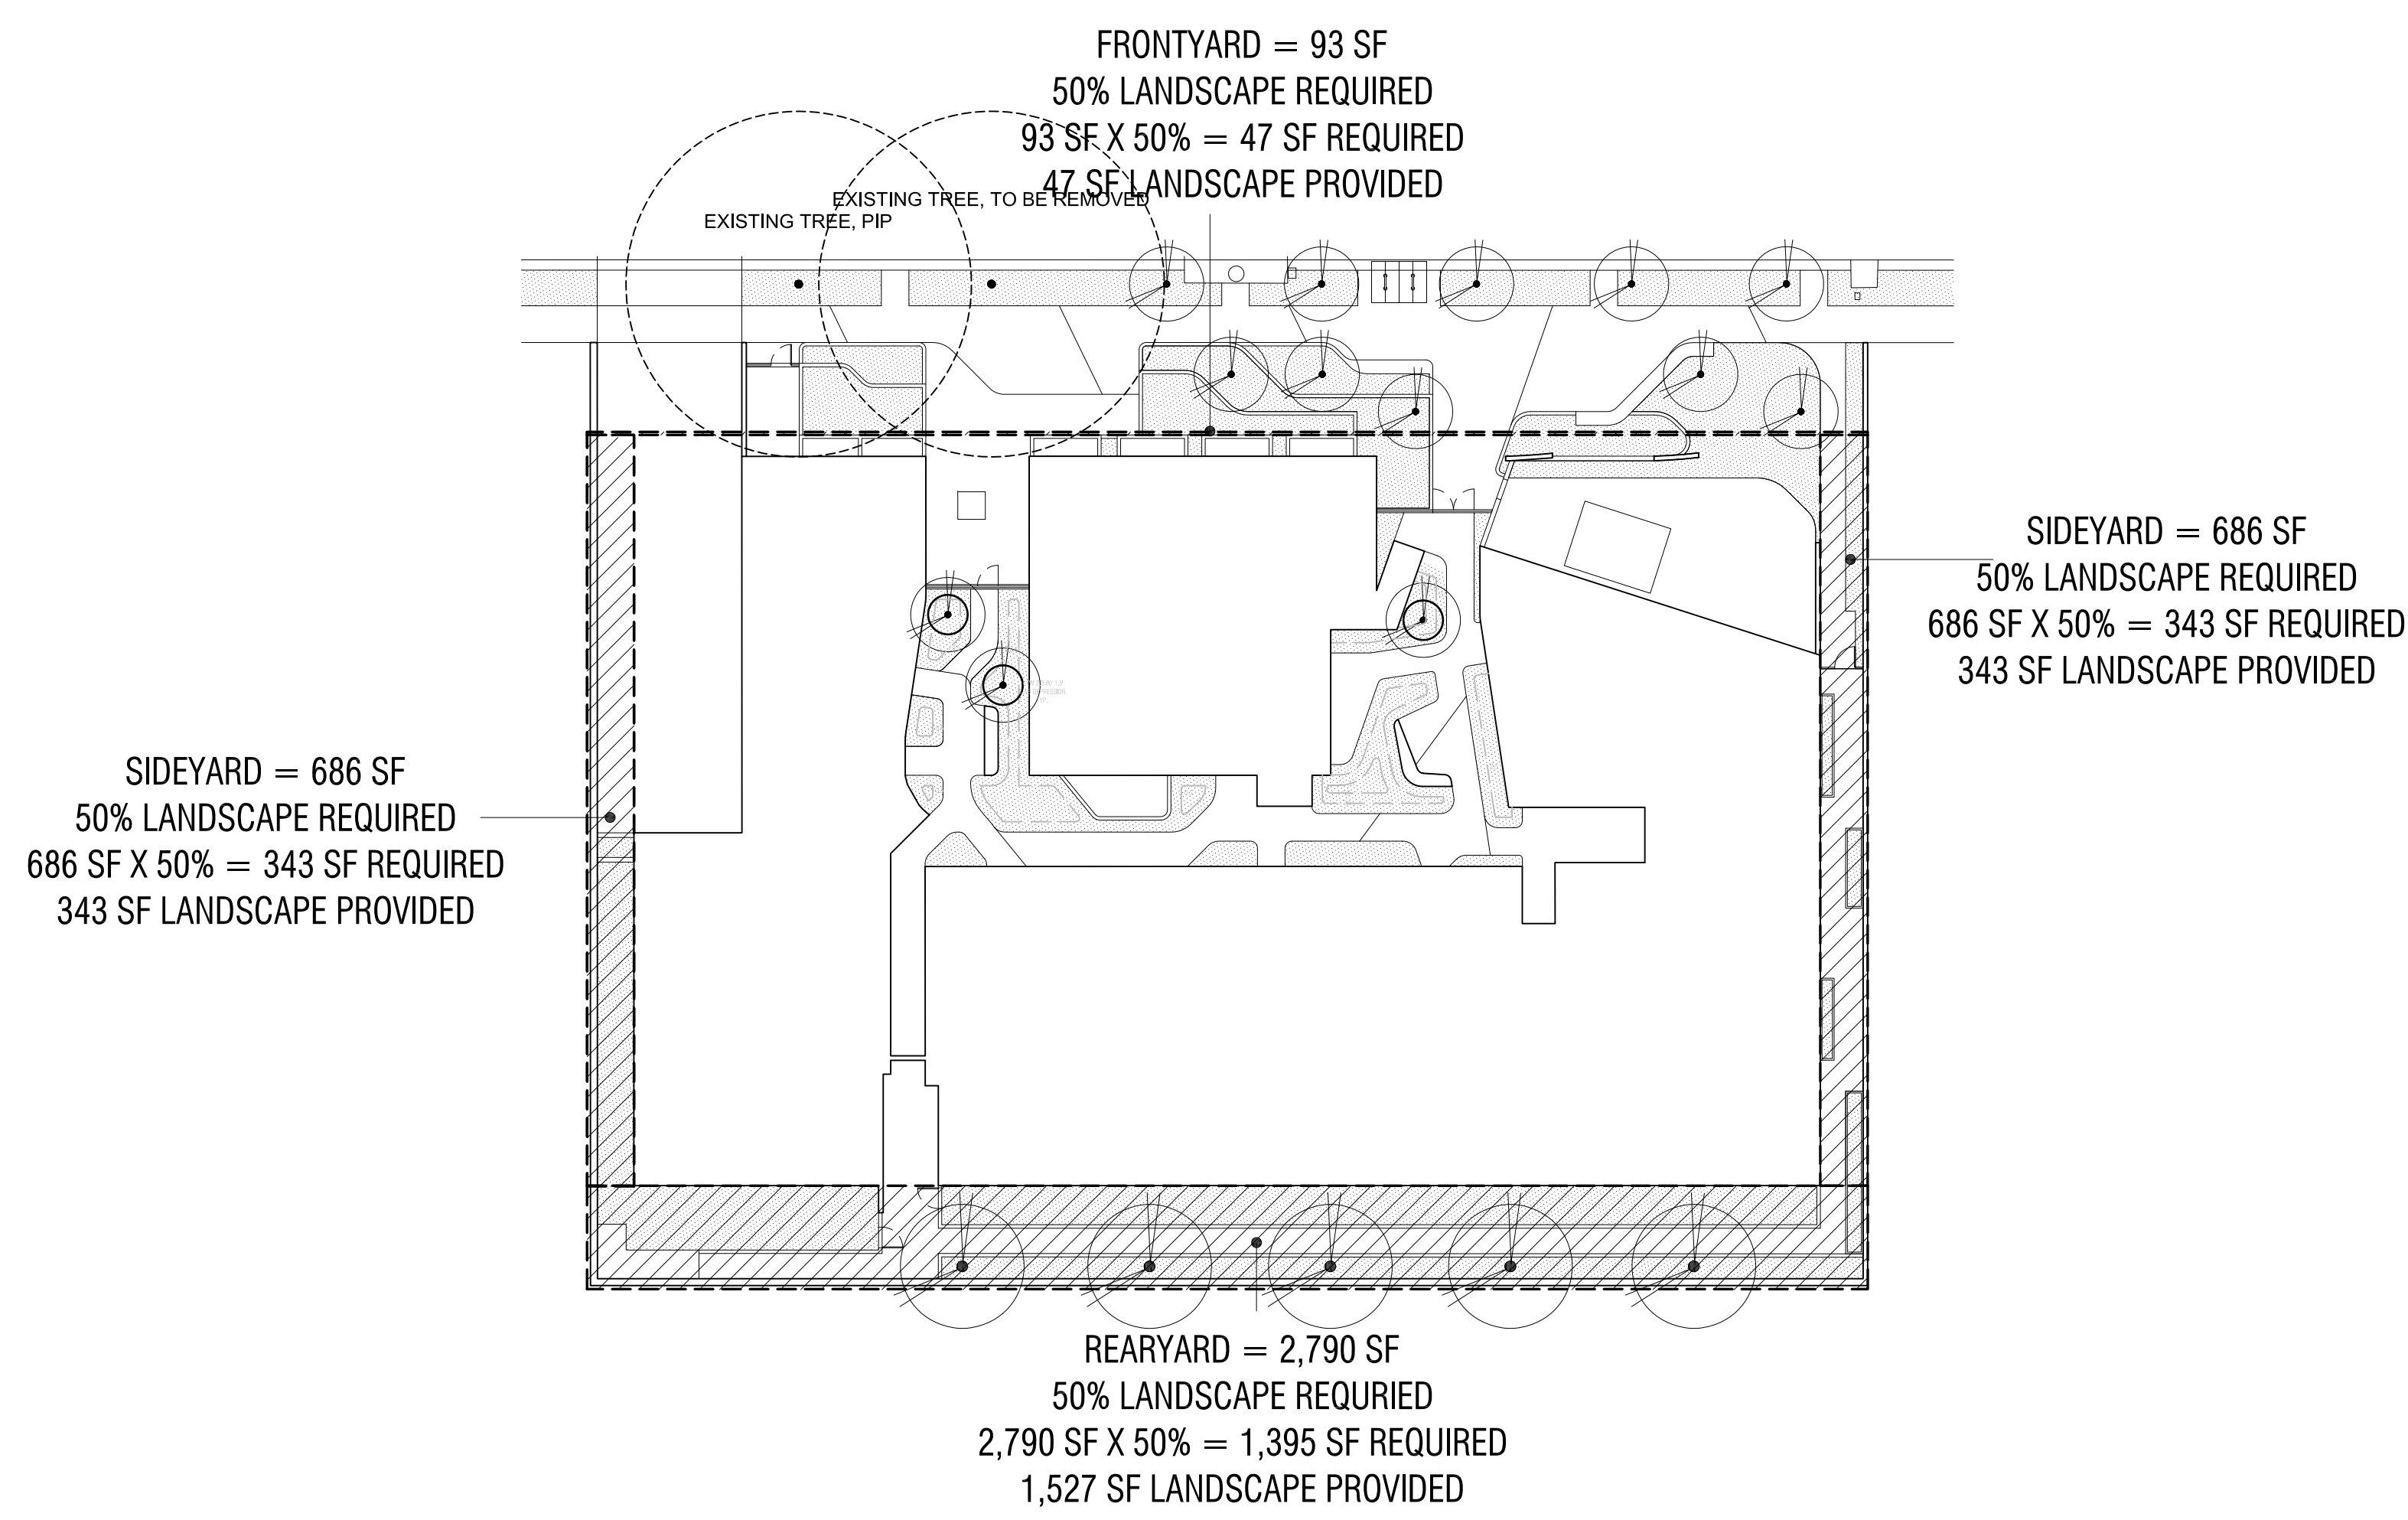 FRONTYARD = 93 SF
50% LANDSCAPE REQUIRED
93 SF X 50% = 47 SF REQUIRED
47 SF LANDSCAPE PROVIDED
EXISTING TREE, TO BE REMOVED
EXISTING TREE, PIP
SIDEYARD = 686 SF
50% LANDSCAPE REQUIRED
686 SF X 50% = 343 SF REQUIRED
343 SF LANDSCAPE PROVIDED
SIDEYARD = 686 SF
50% LANDSCAPE REQUIRED
686 SF X 50% = 343 SF REQUIRED
343 SF LANDSCAPE PROVIDED
REARYARD = 2,790 SF
50% LANDSCAPE REQURIED
2,790 SF X 50% = 1,395 SF REQUIRED
1,527 SF LANDSCAPE PROVIDED